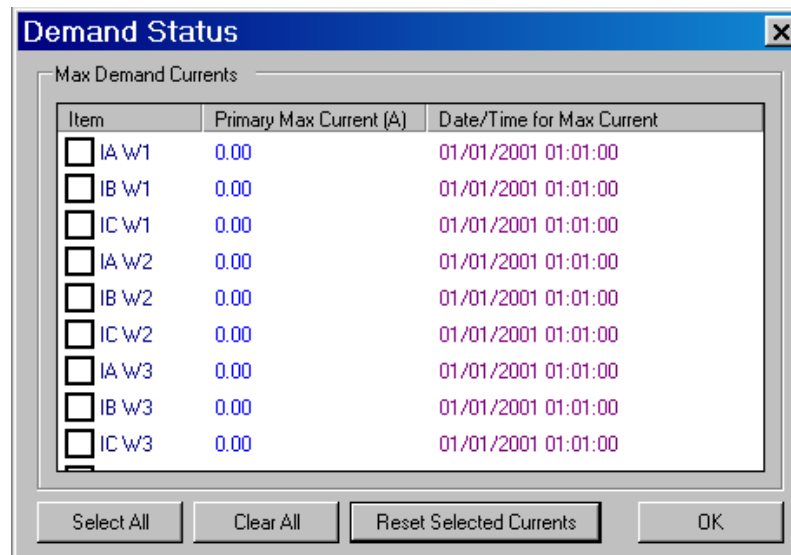 Demand Status
Max Demand Currents
Item Primary Max Current (A) Date/Time for Max Current
IA W1 0.00 01/01/2001 01:01:00
IB W1 0.00 01/01/2001 01:01:00
IC W1 0.00 01/01/2001 01:01:00
IA W2 0.00 01/01/2001 01:01:00
IB W2 0.00 01/01/2001 01:01:00
IC W2 0.00 01/01/2001 01:01:00
IA W3 0.00 01/01/2001 01:01:00
IB W3 0.00 01/01/2001 01:01:00
IC W3 0.00 01/01/2001 01:01:00
Select All Clear All Reset Selected Currents OK